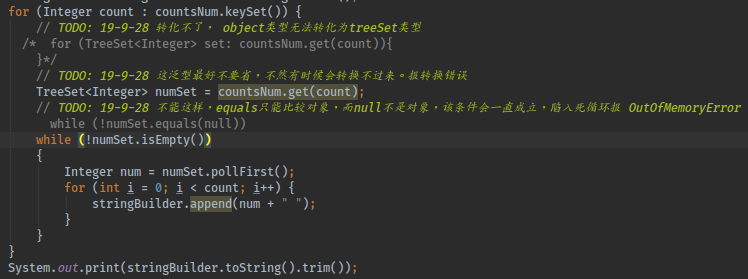 for (Integer count : countsNum.keySet()) {
// TODO: 19-9-28 转化不了， object类型无法转化为treeSet类型
/*  for (TreeSet<Integer> set: countsNum.get(count)){
}*/
// TODO: 19-9-28 这泛型最好不要省，不然有时候会转换不过来。报转换错误
TreeSet<Integer> numSet = countsNum.get(count);
// TODO: 19-9-28 不能这样，equals只能比较对象，而null不是对象，该条件会一直成立，陷入死循环报 OutOfMemoryError
while (!numSet.equals(null))
while (!numSet.isEmpty())
{
Integer num = numSet.pollFirst();
for (int i = 0; i < count; i++) {
stringBuilder.append(num + " ");
}
}
}
System.out.print(stringBuilder.toString().trim());